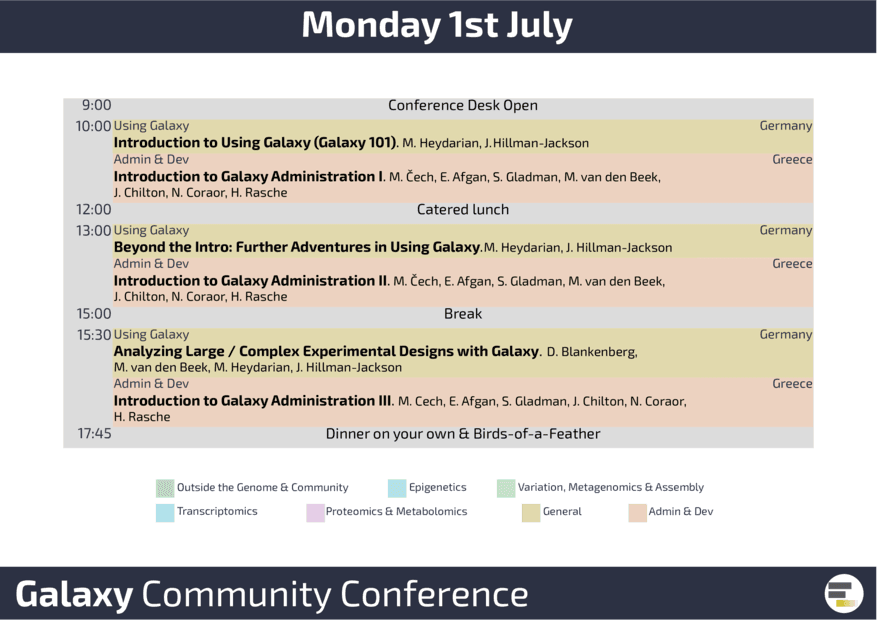 Monday 1st July
9:00 Conference Desk Open
10:00 Using Galaxy Germany
Introduction to Using Galaxy (Galaxy 101). M. Heydarian, J.Hillman-Jackson
Admin & Dev Greece
Introduction to Galaxy Administration I. M. Čech, E. Afgan, S. Gladman, M. van den Beek,
J. Chilton, N. Coraor, H. Rasche
12:00 Catered lunch
13:00 Using Galaxy Germany
Beyond the Intro: Further Adventures in Using Galaxy.M. Heydarian, J. Hillman-Jackson
Admin & Dev Greece
Introduction to Galaxy Administration II. M. Čech, E. Afgan, S. Gladman, M. van den Beek,
J. Chilton, N. Coraor, H. Rasche
15:00 Break
15:30 Using Galaxy Germany
Analyzing Large / Complex Experimental Designs with Galaxy. D. Blankenberg,
M. van den Beek, M. Heydarian, J. Hillman-Jackson
Admin & Dev Greece
Introduction to Galaxy Administration III. M. Cech, E. Afgan, S. Gladman, J. Chilton, N. Coraor,
H. Rasche
17:45 Dinner on your own & Birds-of-a-Feather
Outside the Genome & Community Epigenetics Variation, Metagenomics & Assembly
Transcriptomics Proteomics & Metabolomics General Admin & Dev
Galaxy Community Conference